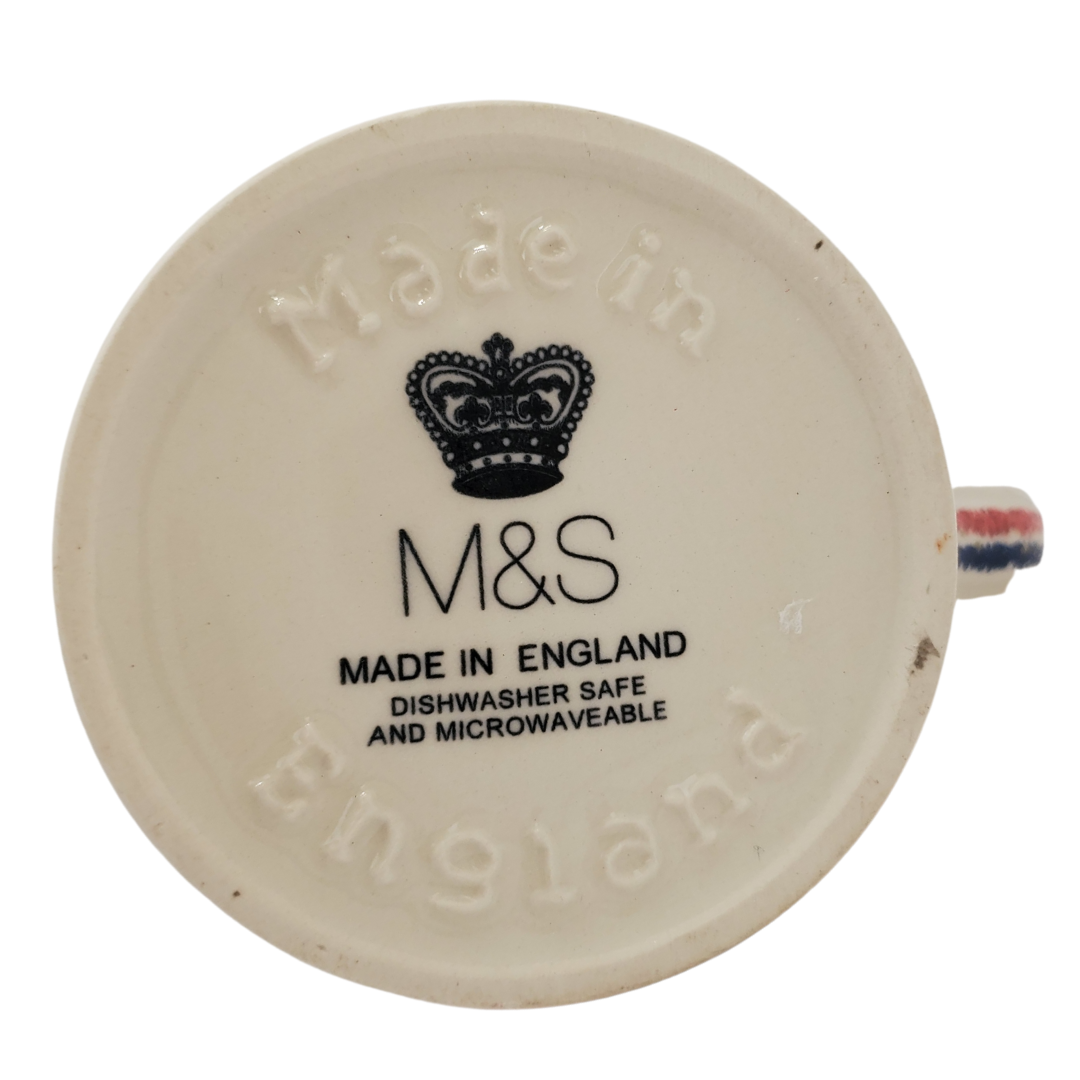 Made in
M&S
MADE IN ENGLAND
DISHWASHER SAFE
AND MICROWAVEABLE
England